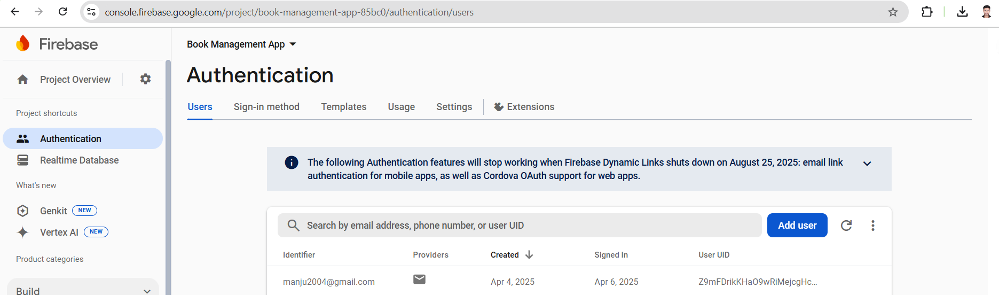 console.firebase.google.com/project/book-management-app-85bc0/authentication/users
Firebase
Project Overview
Project shortcuts
Authentication
Realtime Database
What's new
Genkit NEW
Vertex AI NEW
Product categories
Build
Book Management App
Authentication
Users Sign-in method Templates Usage Settings Extensions
The following Authentication features will stop working when Firebase Dynamic Links shuts down on August 25, 2025: email link
authentication for mobile apps, as well as Cordova OAuth support for web apps.
Search by email address, phone number, or user UID Add user
Identifier Providers Created Signed In User UID
manju2004@gmail.com Apr 4, 2025 Apr 6, 2025 Z9mFDrikKHaO9wRiMejcgHc...